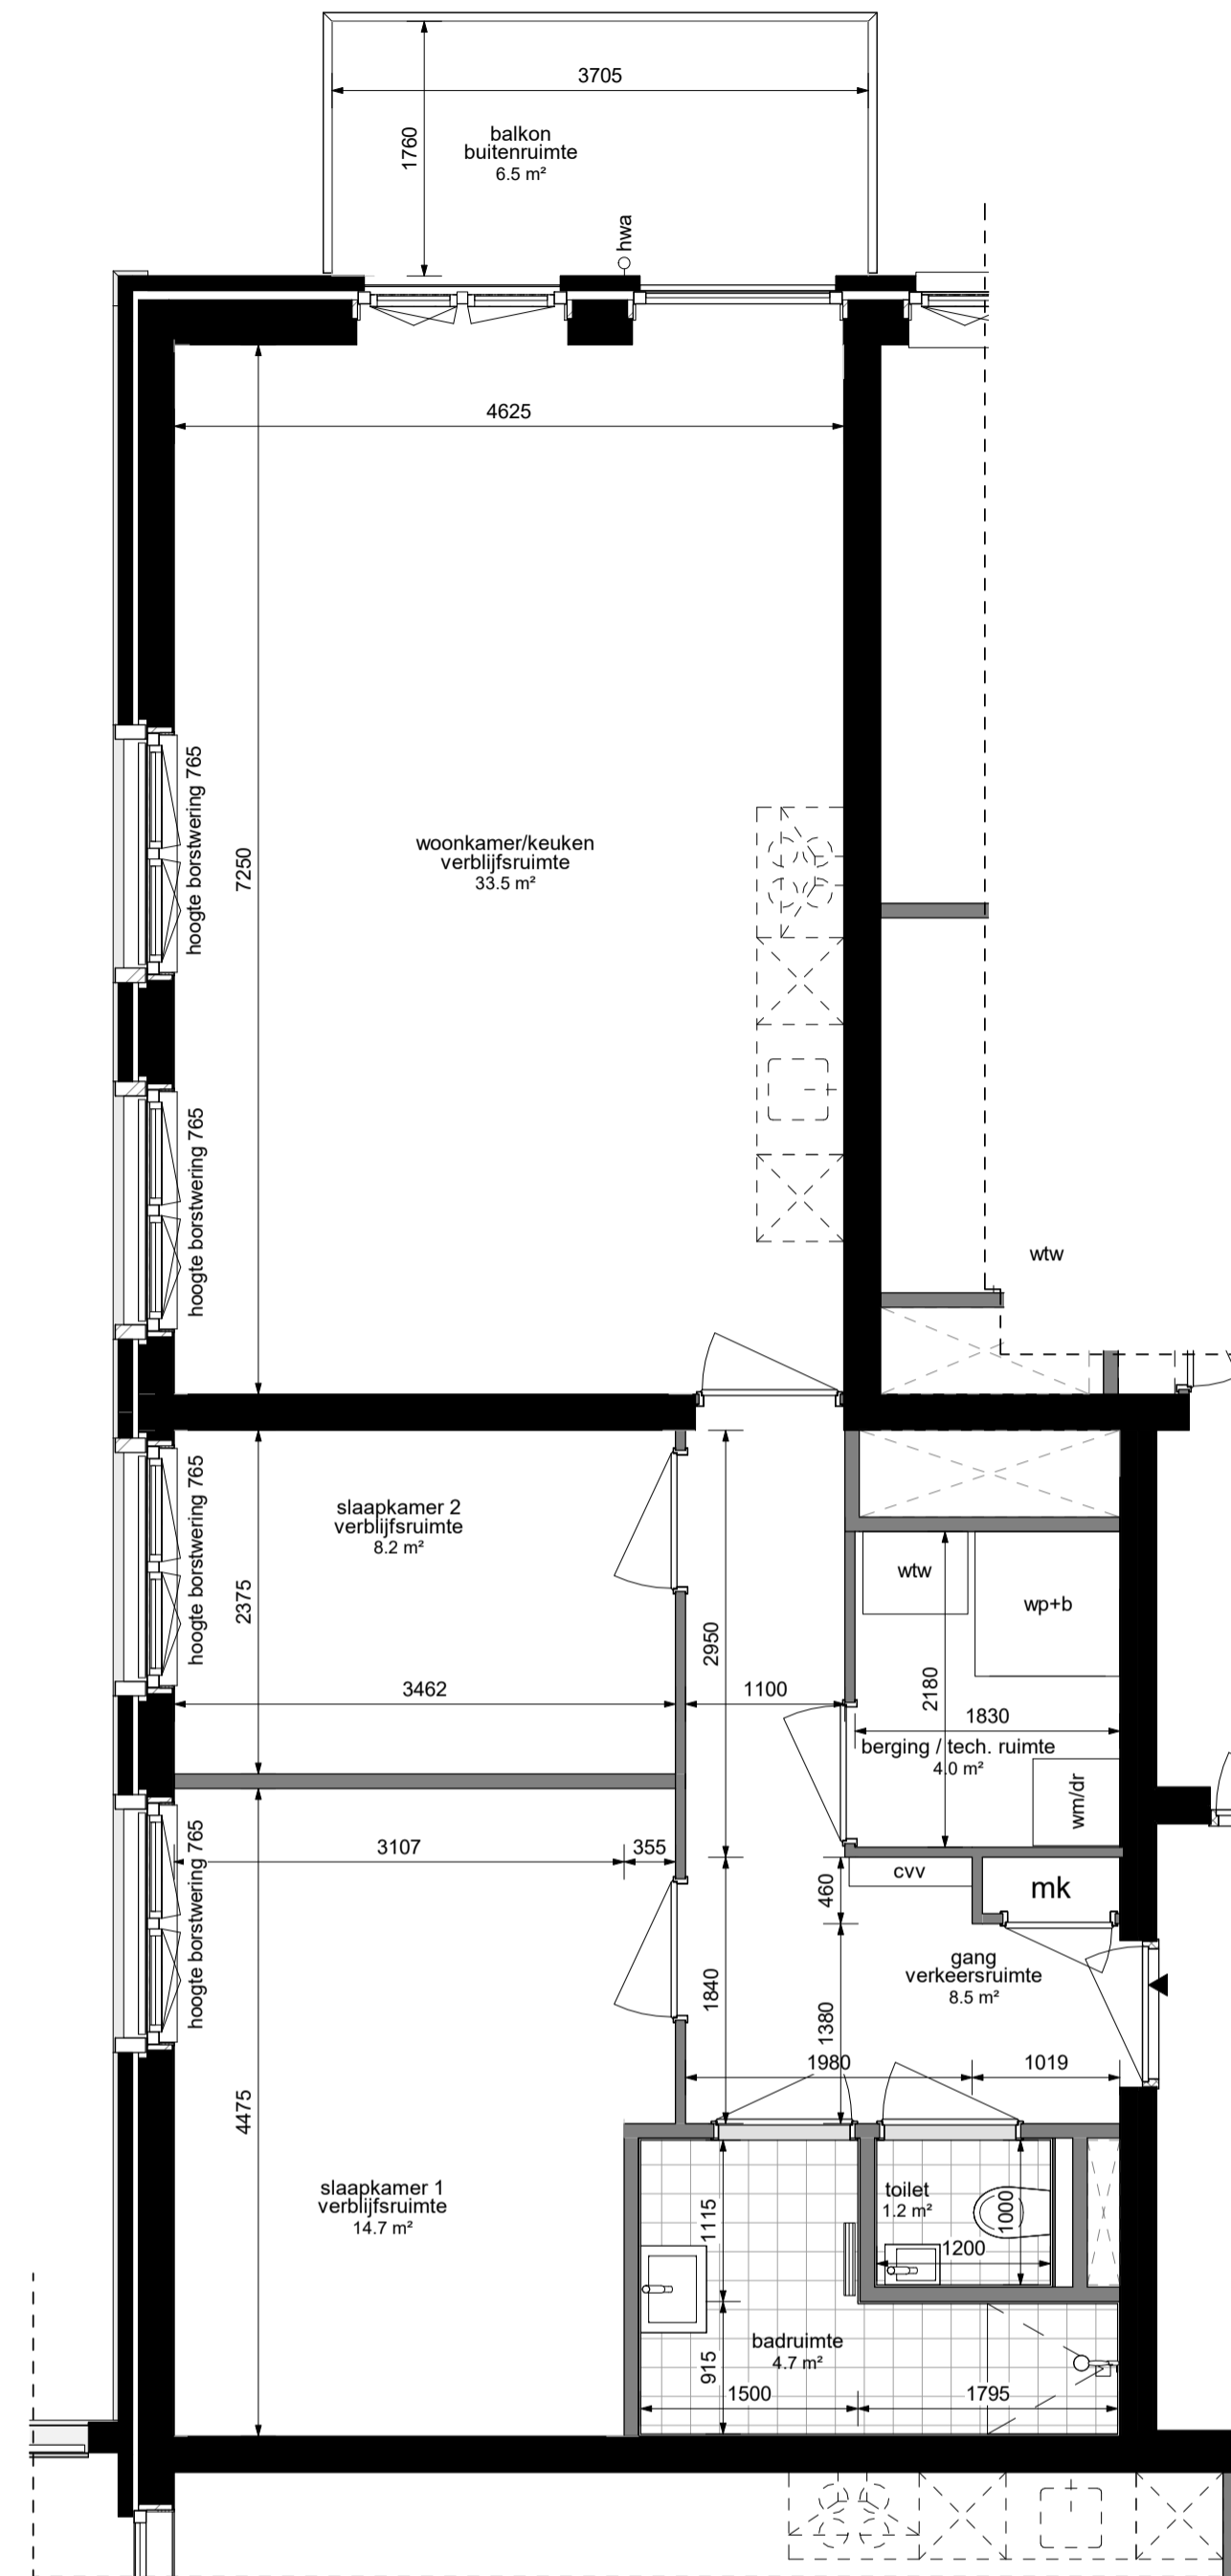 3705
1760
balkon
buitenruimte
6.5 m²
hwa
4625
7250
hoogte borstwering 765
woonkamer/keuken
verblijfsruimte
33.5 m²
hoogte borstwering 765
wtw
hoogte borstwering 765
slaapkamer 2
verblijfsruimte
8.2 m²
2375
3462
2950
1100
wtw
wp+b
2180
1830
berging / tech. ruimte
4.0 m²
wm/dr
hoogte borstwering 765
3107
355
cvv
460
mk
gang
verkeersruimte
8.5 m²
1840
1380
1980
1019
4475
slaapkamer 1
verblijfsruimte
14.7 m²
toilet
1.2 m²
1000
1200
1115
badruimte
4.7 m²
915
1500
1795